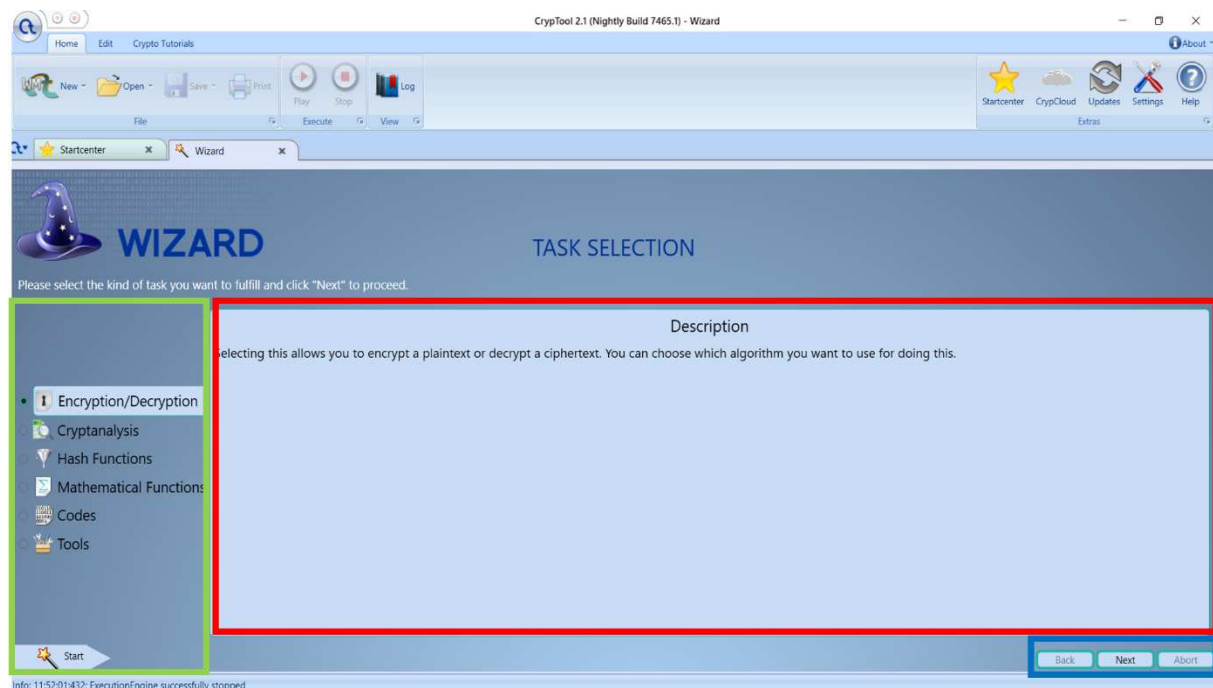 CrypTool 2.1 (Nightly Build 7465.1) - Wizard
Home Edit Crypto Tutorials
About
New Open Save Print
Play Stop
Log
Startcenter CrypCloud Updates Settings Help
File Execute View Extras
Startcenter Wizard
WIZARD
TASK SELECTION
Please select the kind of task you want to fulfill and click "Next" to proceed.
Description
Selecting this allows you to encrypt a plaintext or decrypt a ciphertext. You can choose which algorithm you want to use for doing this.
Encryption/Decryption
Cryptanalysis
Hash Functions
Mathematical Functions
Codes
Tools
Start
Back Next Abort
Info: 11:52:01:432: ExecutionEngine successfully stopped